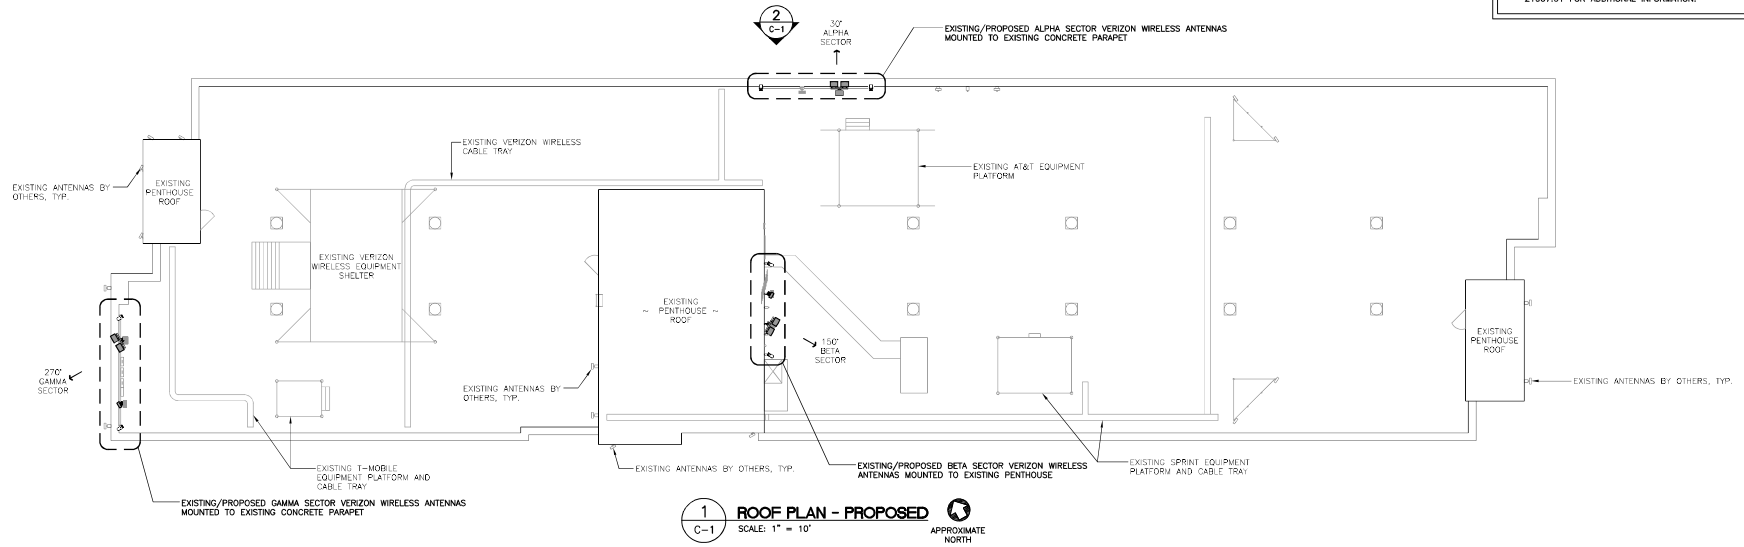 21007.01 FOR ADDITIONAL INFORMATION.
2
C-1
30°
ALPHA
SECTOR
EXISTING/PROPOSED ALPHA SECTOR VERIZON WIRELESS ANTENNAS
MOUNTED TO EXISTING CONCRETE PARAPET
EXISTING VERIZON WIRELESS
CABLE TRAY
EXISTING AT&T EQUIPMENT
PLATFORM
EXISTING ANTENNAS BY
OTHERS, TYP.
EXISTING
PENTHOUSE
ROOF
EXISTING VERIZON
WIRELESS EQUIPMENT
SHELTER
EXISTING
~ PENTHOUSE ~
ROOF
150°
BETA
SECTOR
EXISTING
PENTHOUSE
ROOF
270°
GAMMA
SECTOR
EXISTING ANTENNAS BY
OTHERS, TYP.
EXISTING ANTENNAS BY OTHERS, TYP.
EXISTING T-MOBILE
EQUIPMENT PLATFORM AND
CABLE TRAY
EXISTING ANTENNAS BY OTHERS, TYP.
EXISTING/PROPOSED BETA SECTOR VERIZON WIRELESS
ANTENNAS MOUNTED TO EXISTING PENTHOUSE
EXISTING SPRINT EQUIPMENT
PLATFORM AND CABLE TRAY
EXISTING/PROPOSED GAMMA SECTOR VERIZON WIRELESS ANTENNAS
MOUNTED TO EXISTING CONCRETE PARAPET
1
C-1
ROOF PLAN - PROPOSED
SCALE: 1" = 10'
APPROXIMATE
NORTH